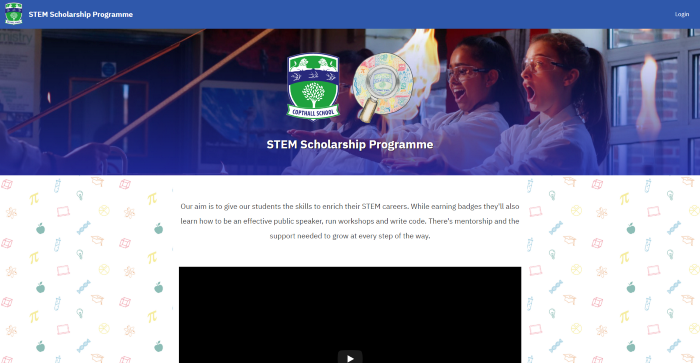 STEM Scholarship Programme
Login
COPTHALL SCHOOL
STEM Scholarship Programme
Our aim is to give our students the skills to enrich their STEM careers. While earning badges they'll also
learn how to be an effective public speaker, run workshops and write code. There's mentorship and the
support needed to grow at every step of the way.